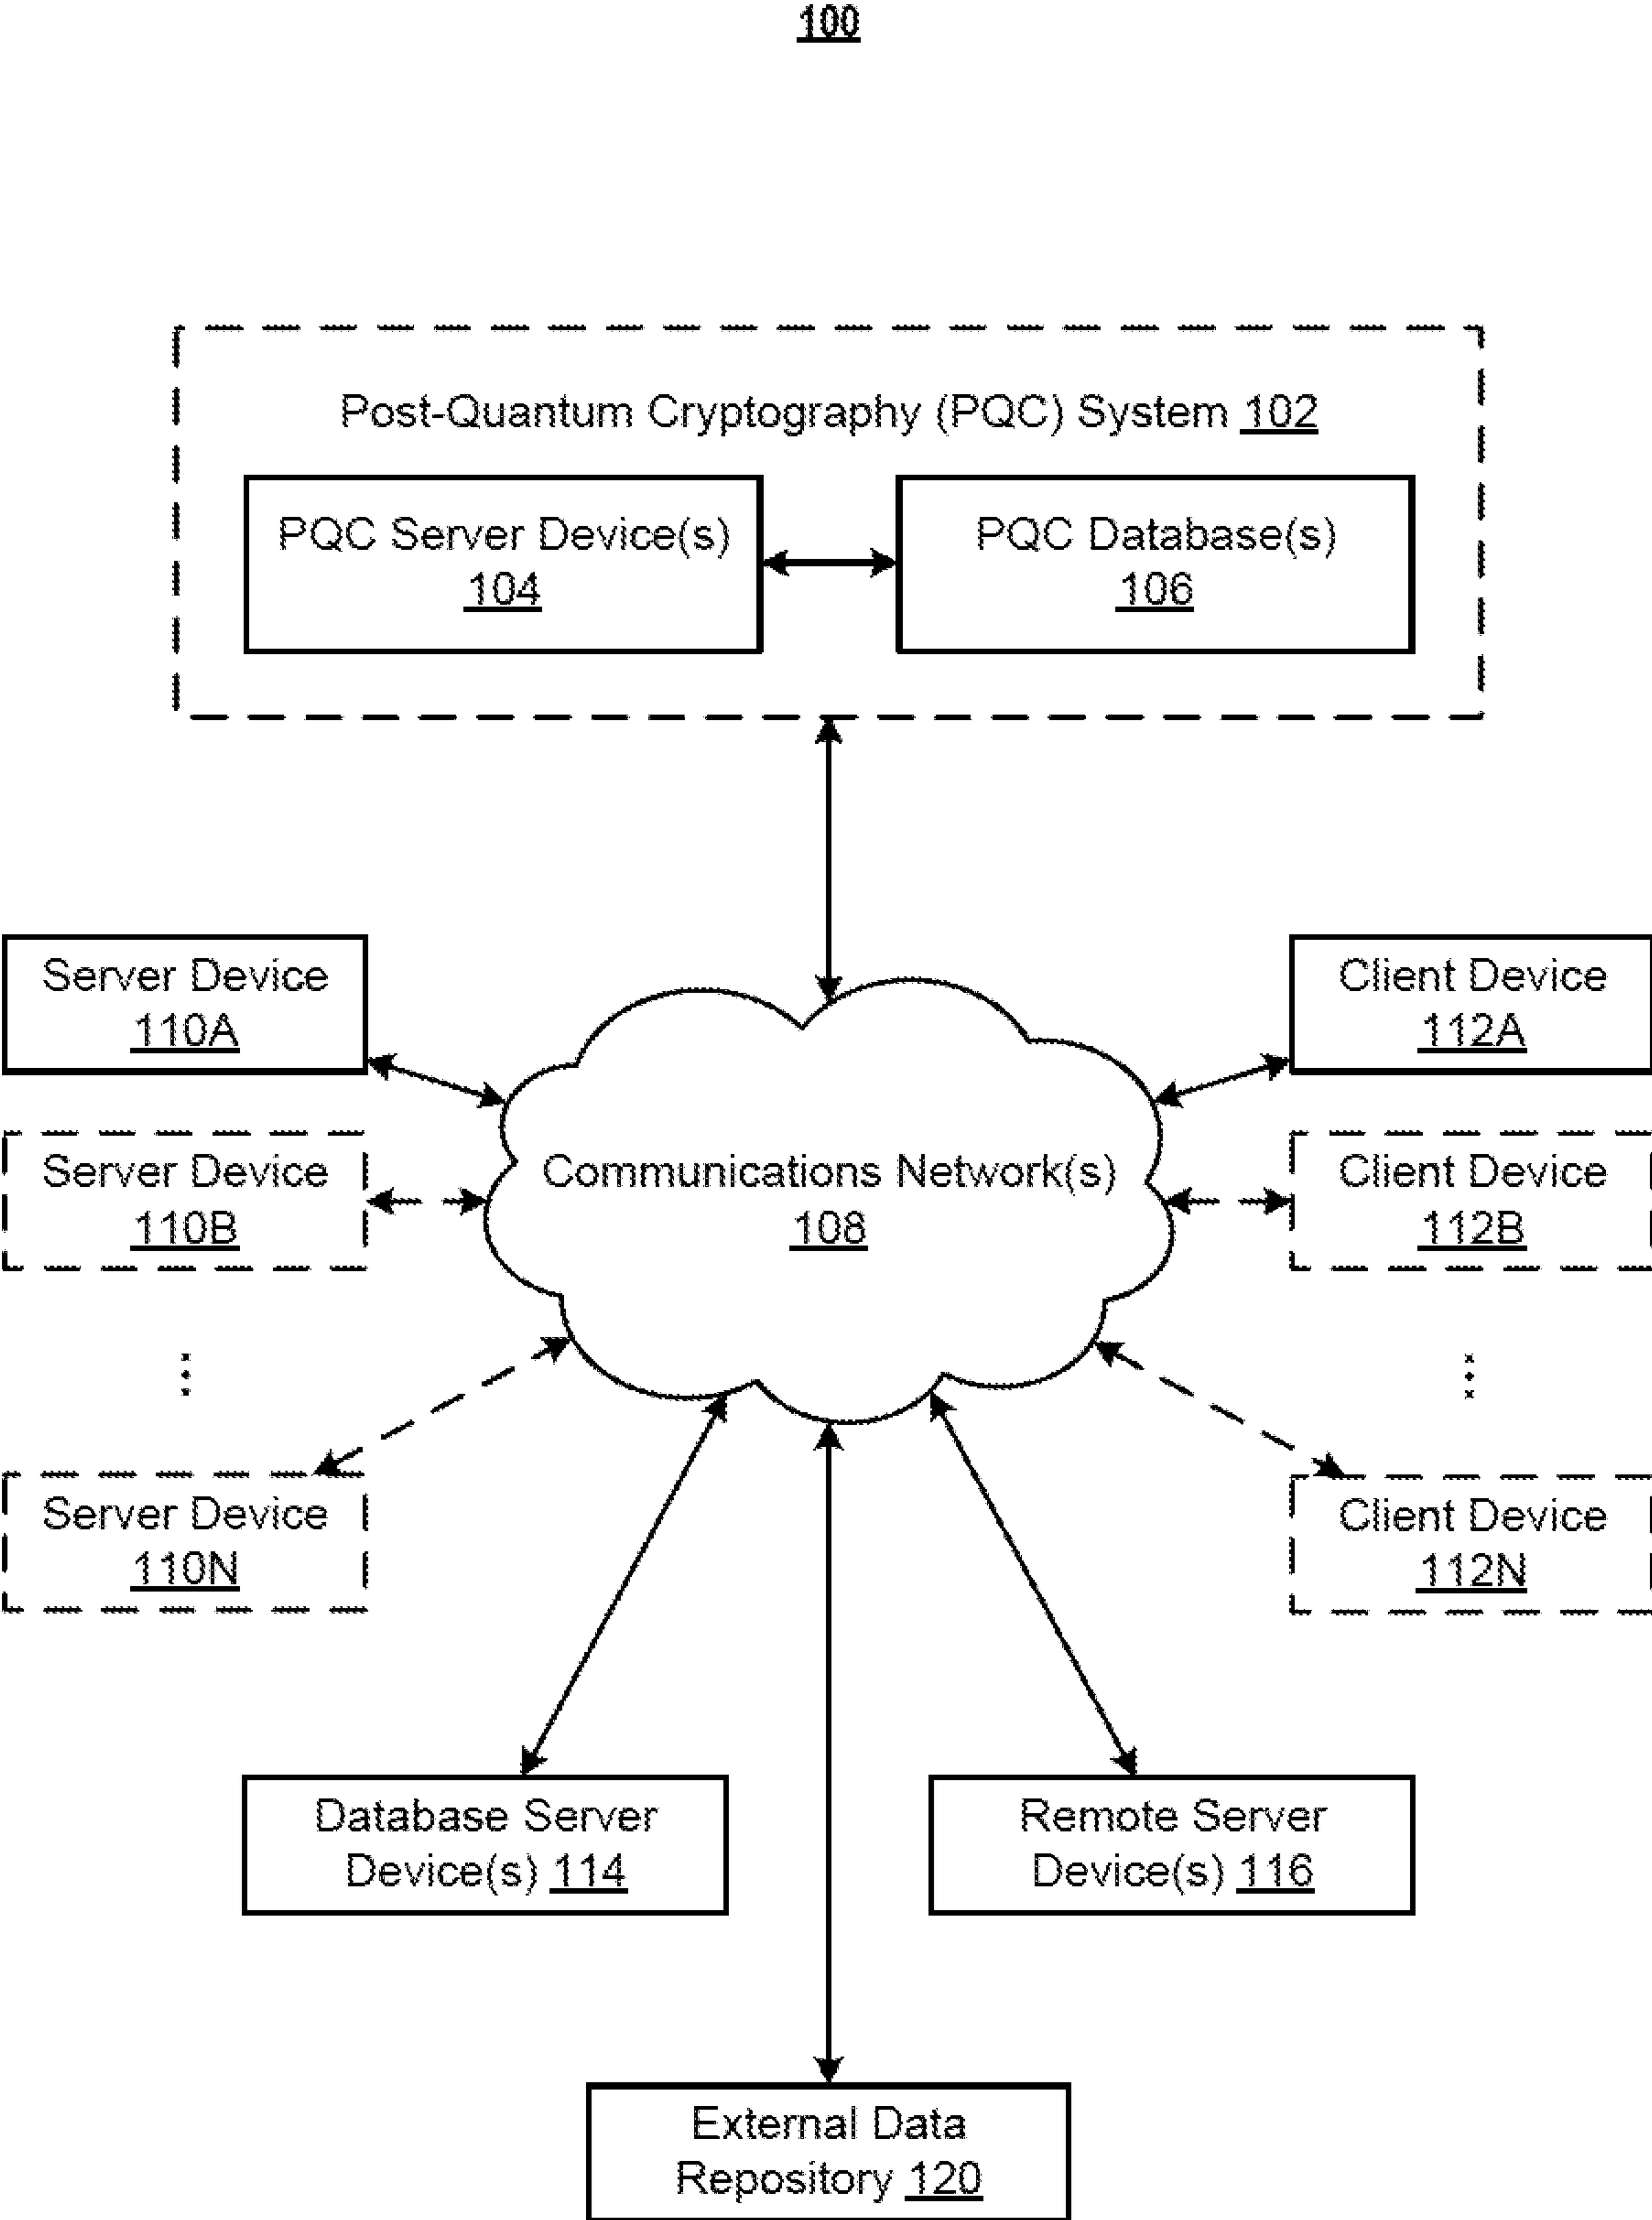 100
Post-Quantum Cryptography (PQC) System 102
PQC Server Device(s)
104
PQC Database(s)
106
Server Device
110A
Client Device
112A
Server Device
110B
Communications Network(s)
108
Client Device
112B
Server Device
110N
Client Device
112N
Database Server
Device(s) 114
Remote Server
Device(s) 116
External Data
Repository 120